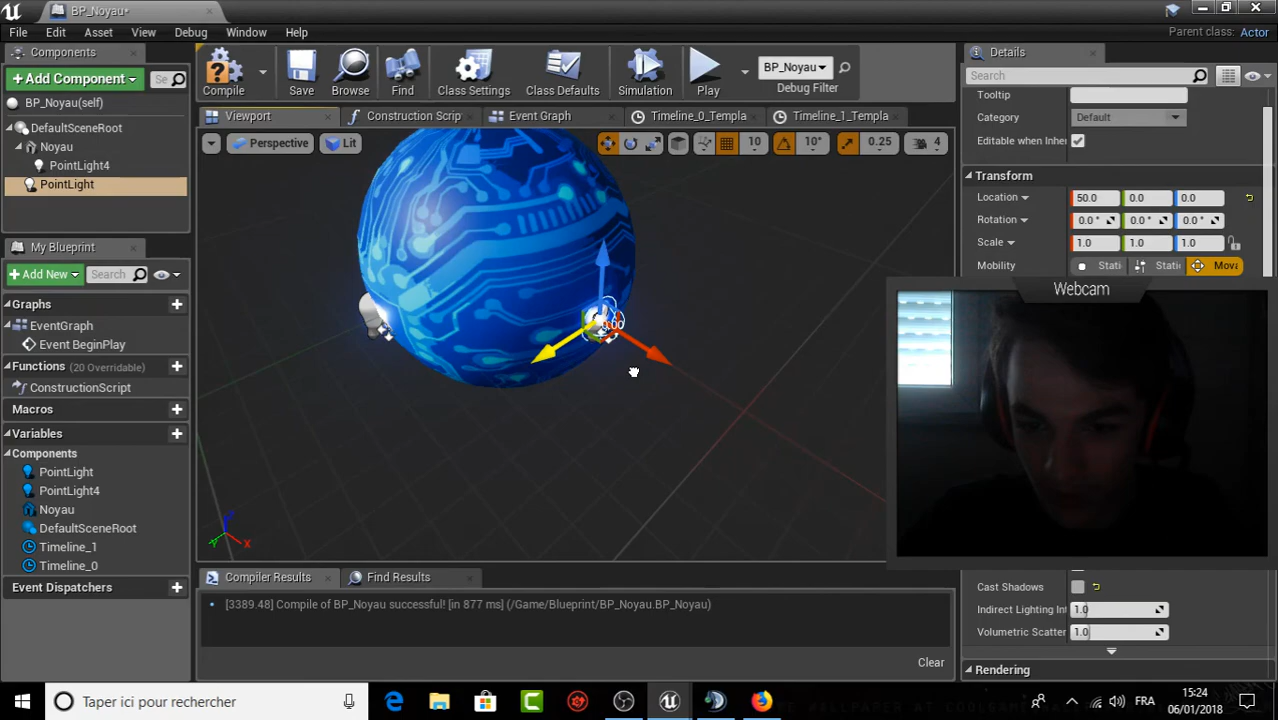 BP_Noyau*
File Edit Asset View Debug Window Help
Parent class: Actor
Components
+Add Component
Se
BP_Noyau(self)
DefaultSceneRoot
Noyau
PointLight4
PointLight
My Blueprint
+Add New
Search
Graphs
EventGraph
Event BeginPlay
Functions (20 Overridable)
ConstructionScript
Macros
Variables
Components
PointLight
PointLight4
Noyau
DefaultSceneRoot
Timeline_1
Timeline_0
Event Dispatchers
Compile Save Browse Find Class Settings Class Defaults Simulation Play
BP_Noyau
Debug Filter
Viewport Construction Scrip Event Graph Timeline_0_Templa Timeline_1_Templa
Perspective Lit 10 10° 0.25 4
0.00
X
Y
Z
Compiler Results Find Results
[3389.48] Compile of BP_Noyau successful! [in 877 ms] (/Game/Blueprint/BP_Noyau.BP_Noyau)
Clear
Details
Search
Tooltip
Category Default
Editable when Inher
Transform
Location 50.0 0.0 0.0
Rotation 0.0 ° 0.0 ° 0.0 °
Scale 1.0 1.0 1.0
Mobility Stati Static Mova
Webcam
Cast Shadows
Indirect Lighting Int 1.0
Volumetric Scatter 1.0
Rendering
Taper ici pour rechercher
FRA
15:24
06/01/2018